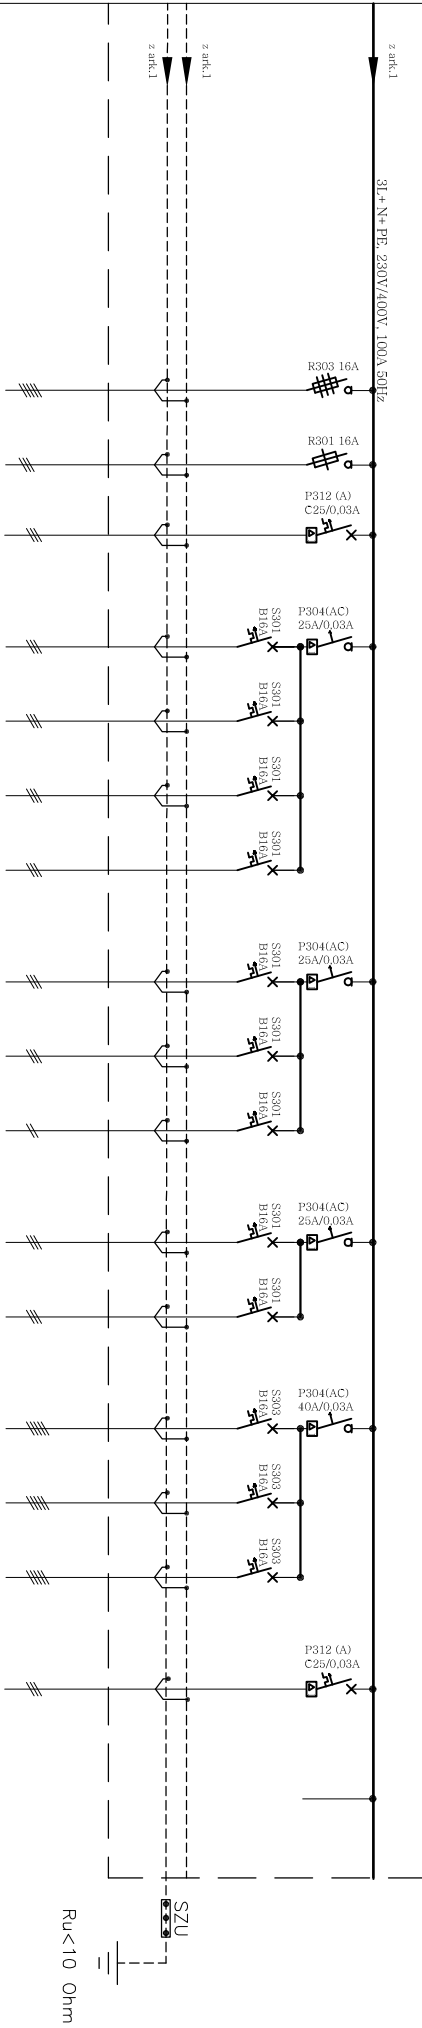 z ark.1
z ark.1
z ark.1
3L+ N+ PE, 230V/400V, 100A 50Hz
R303 16A
R301 16A
P312 (A)
C25/0,03A
P304(AC)
25A/0,03A
S301
B16A
S301
B16A
S301
B16A
S301
B16A
P304(AC)
25A/0,03A
S301
B16A
S301
B16A
S301
B16A
P304(AC)
25A/0,03A
S301
B16A
S301
B16A
P304(AC)
40A/0,03A
S303
B16A
S303
B16A
S303
B16A
P312 (A)
C25/0,03A
SZU
Ru<10 Ohm